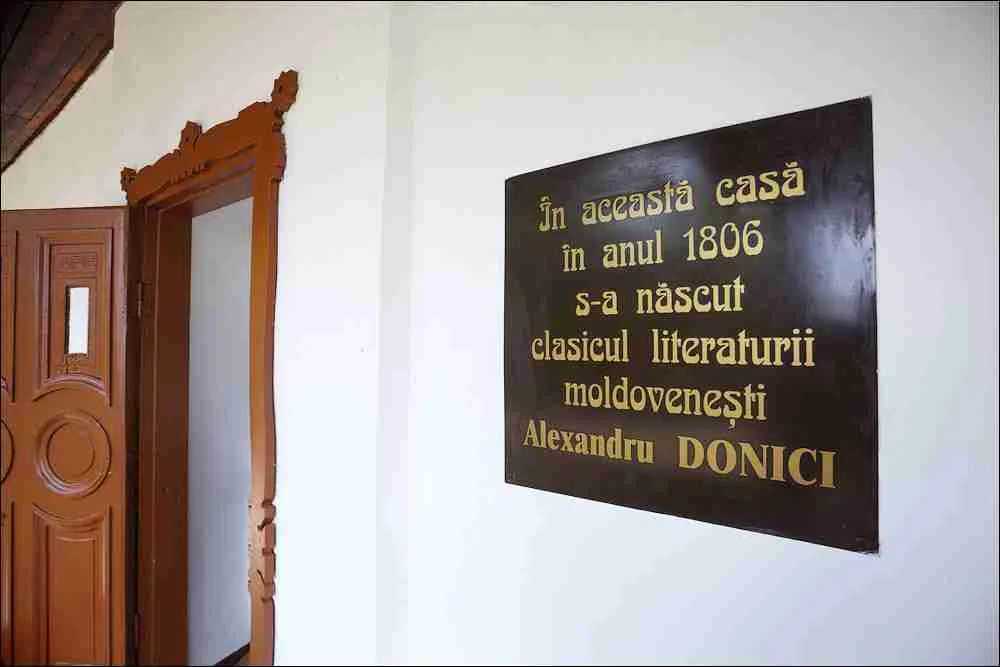 În această casă
în anul 1806
s-a născut
clasicul literaturii
moldovenești
Alexandru DONICI